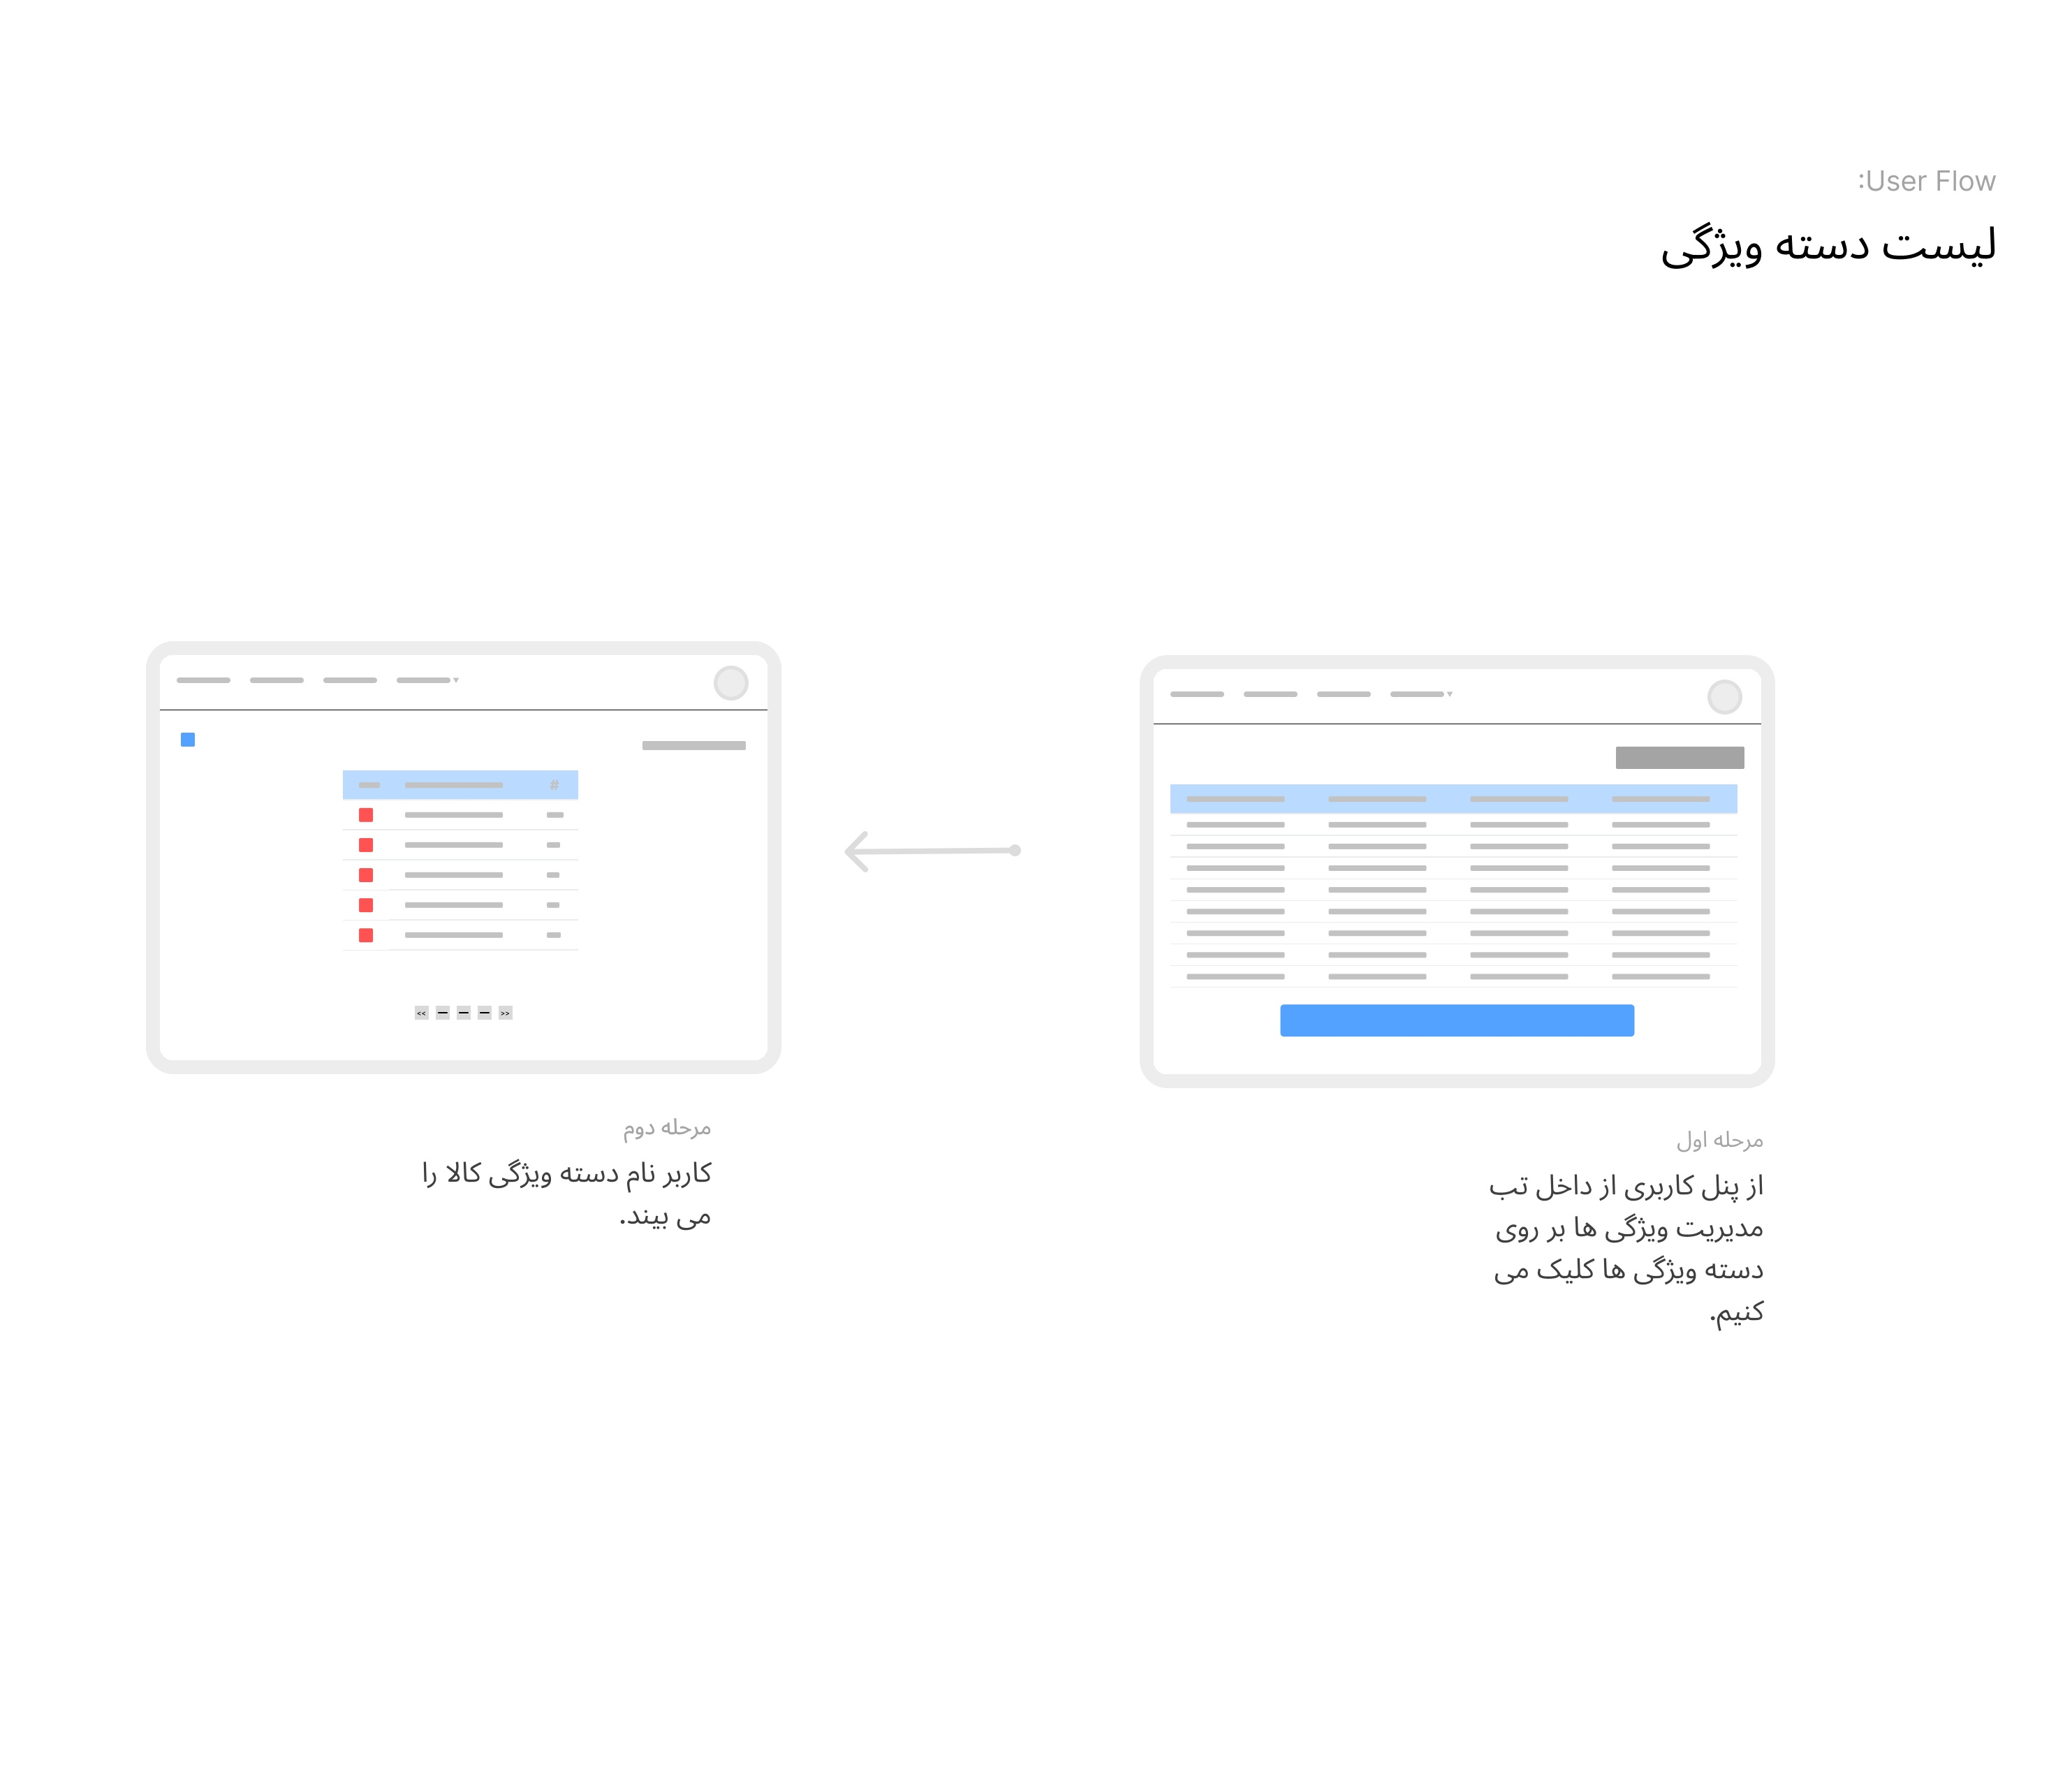 User Flow:
لیست دسته ویژگی
#
<< >>
مرحله اول
از پنل کاربری از داخل تب
مدیریت ویژگی ها بر روی
دسته ویژگی ها کلیک می
کنیم.
مرحله دوم
کاربر نام دسته ویژگی کالا را
می بیند.